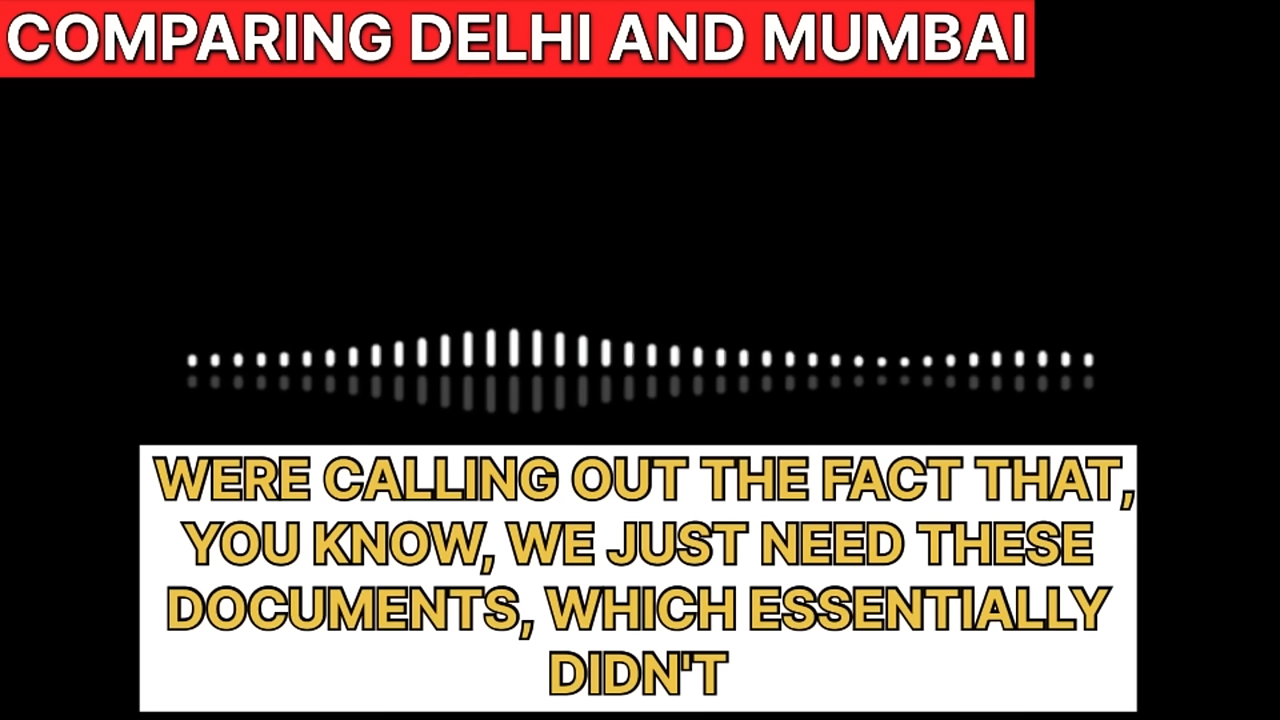 COMPARING DELHI AND MUMBAI
WERE CALLING OUT THE FACT THAT,
YOU KNOW, WE JUST NEED THESE
DOCUMENTS, WHICH ESSENTIALLY
DIDN'T